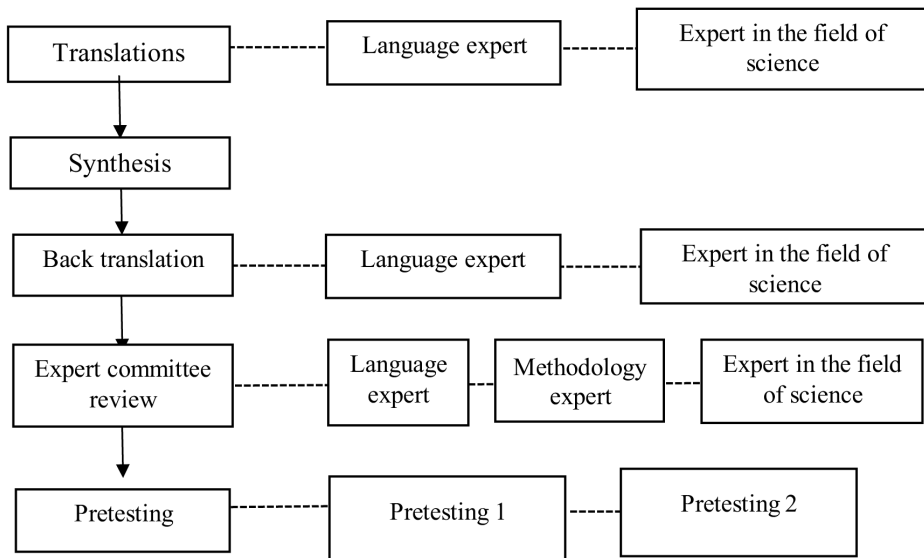 Translations
Language expert
Expert in the field of
science
Synthesis
Back translation
Language expert
Expert in the field of
science
Expert committee
review
Language
expert
Methodology
expert
Expert in the field
of science
Pretesting
Pretesting 1
Pretesting 2